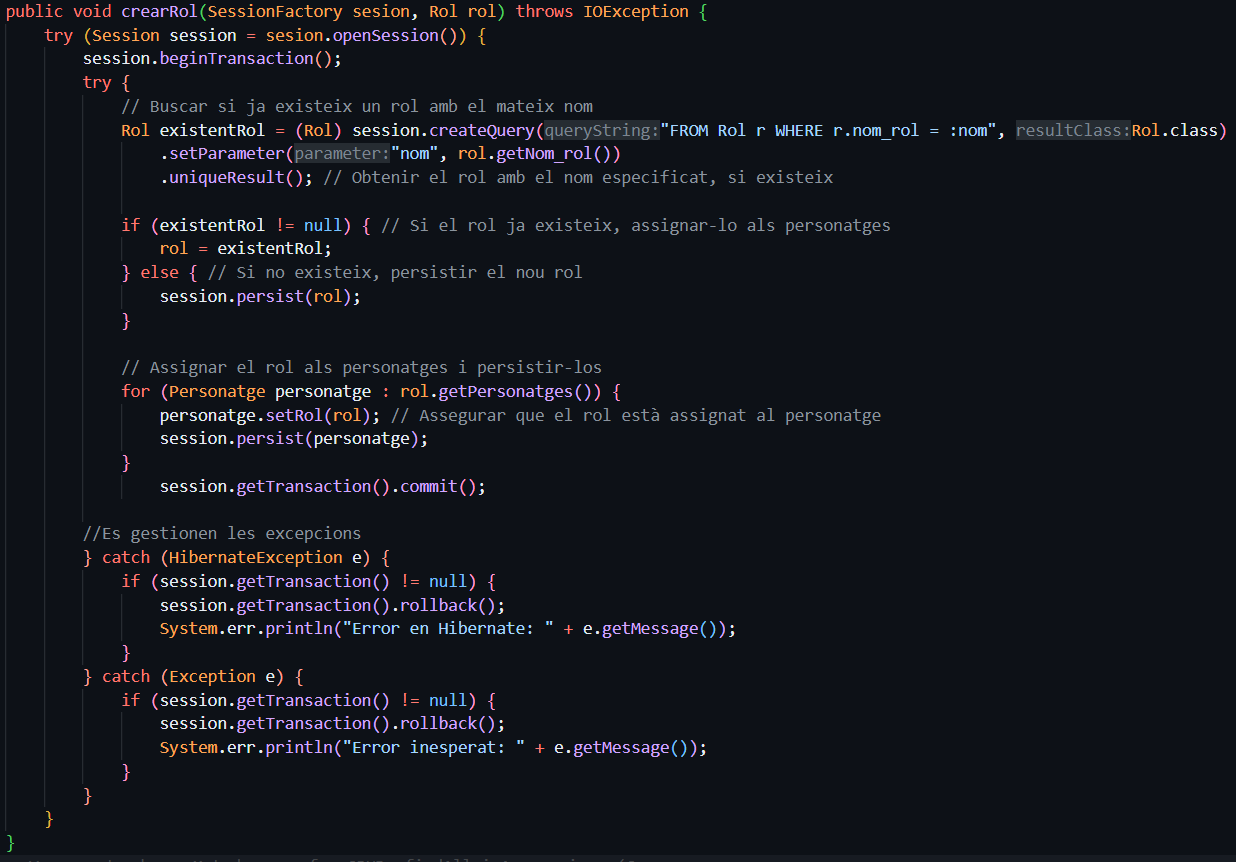 public void crearRol(SessionFactory sesion, Rol rol) throws IOException {
    try (Session session = sesion.openSession()) {
        session.beginTransaction();
        try {
            // Buscar si ja existeix un rol amb el mateix nom
            Rol existentRol = (Rol) session.createQuery(queryString:"FROM Rol r WHERE r.nom_rol = :nom", resultClass:Rol.class)
                .setParameter(parameter:"nom", rol.getNom_rol())
                .uniqueResult(); // Obtenir el rol amb el nom especificat, si existeix

            if (existentRol != null) { // Si el rol ja existeix, assignar-lo als personatges
                rol = existentRol;
            } else { // Si no existeix, persistir el nou rol
                session.persist(rol);
            }

            // Assignar el rol als personatges i persistir-los
            for (Personatge personatge : rol.getPersonatges()) {
                personatge.setRol(rol); // Assegurar que el rol està assignat al personatge
                session.persist(personatge);
            }
                session.getTransaction().commit();

        //Es gestionen les excepcions
        } catch (HibernateException e) {
            if (session.getTransaction() != null) {
                session.getTransaction().rollback();
                System.err.println("Error en Hibernate: " + e.getMessage());
            }
        } catch (Exception e) {
            if (session.getTransaction() != null) {
                session.getTransaction().rollback();
                System.err.println("Error inesperat: " + e.getMessage());
            }
        }
    }
}